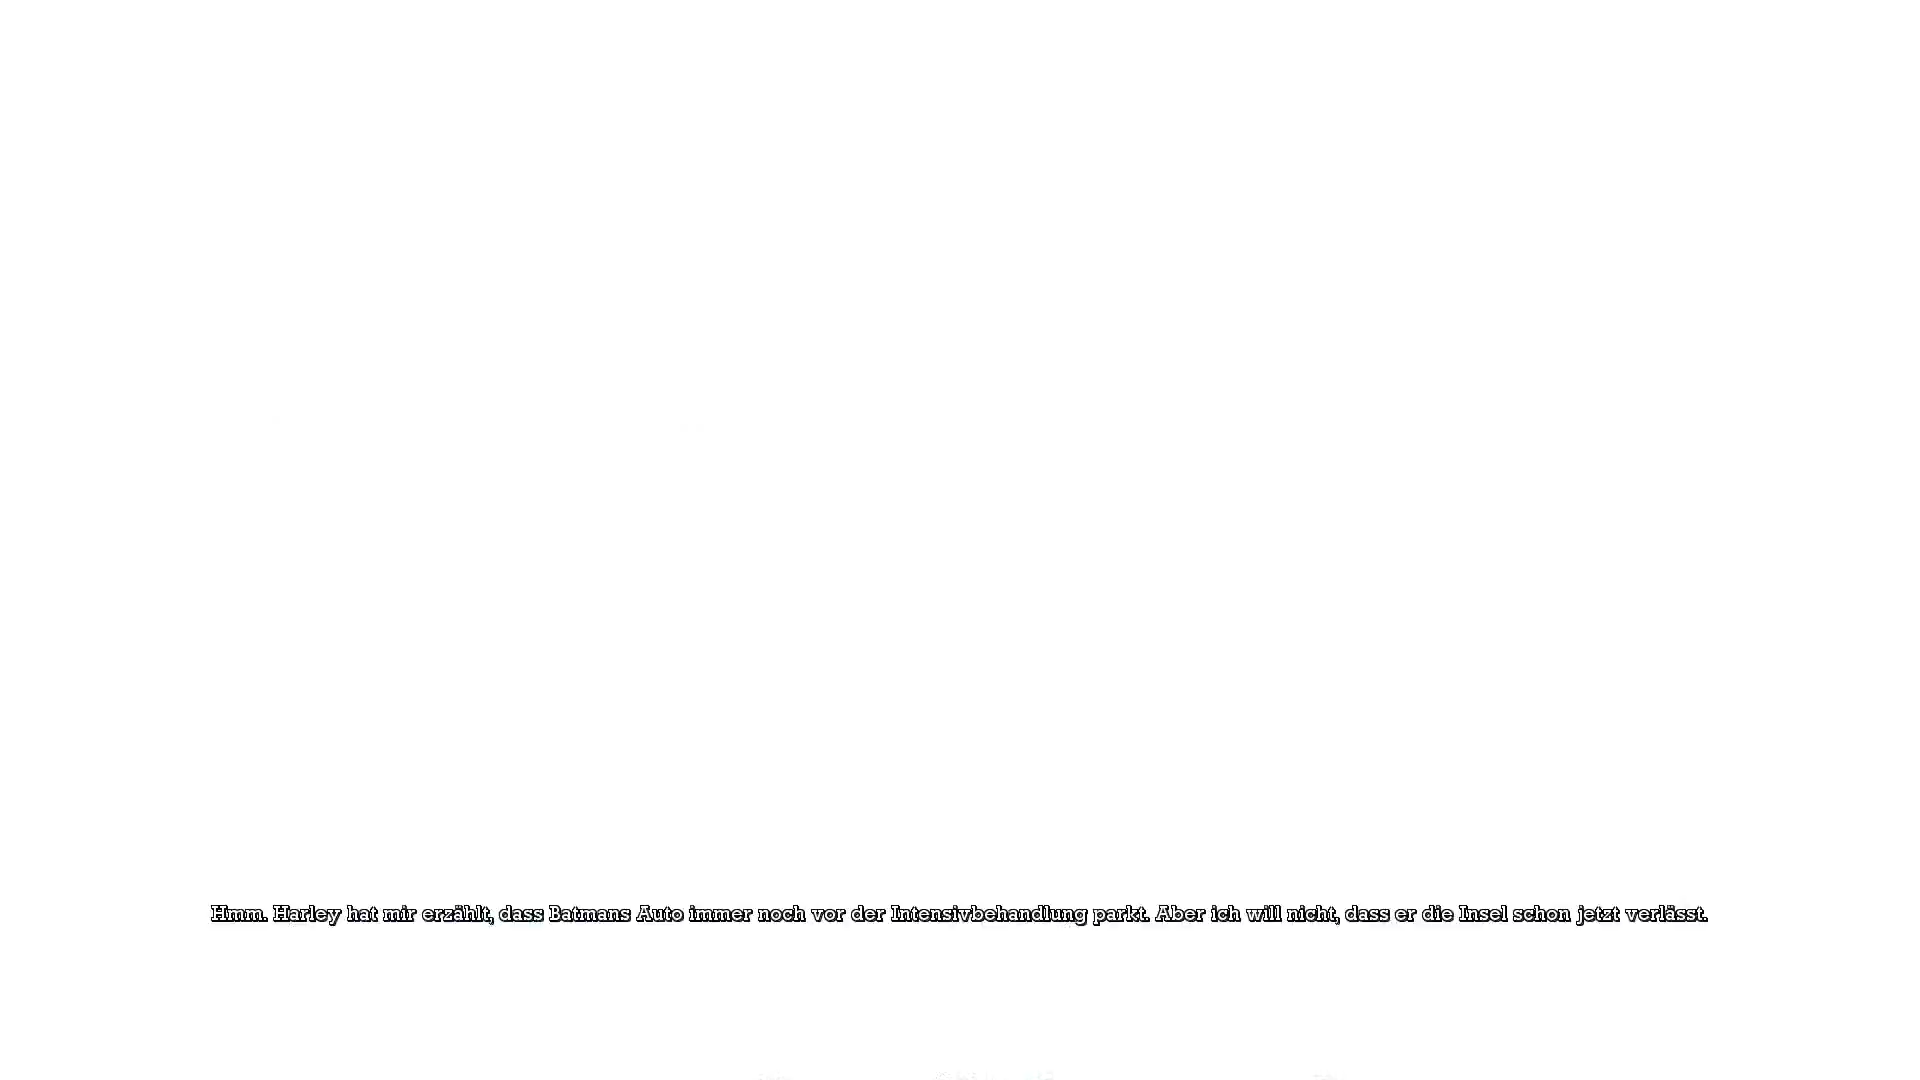 Hmm. Harley hat mir erzählt, dass Batmans Auto immer noch vor der Intensivbehandlung parkt. Aber ich will nicht, dass er die Insel schon jetzt verlässt.